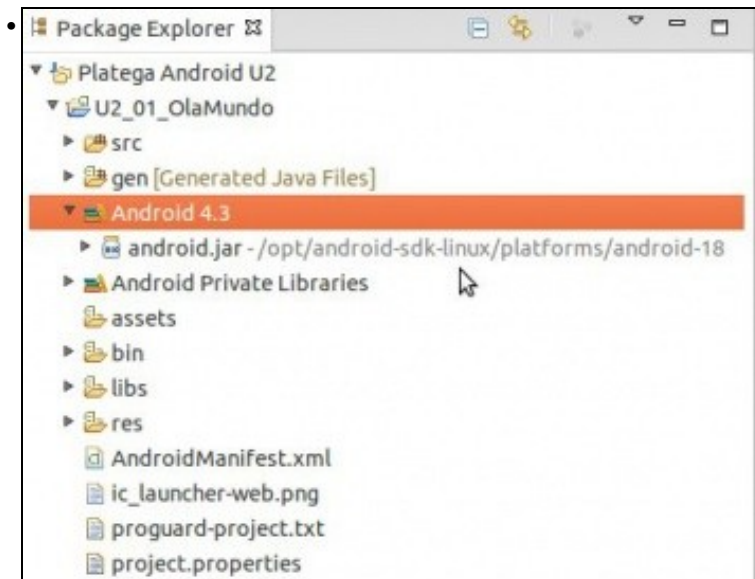 Package Explorer
Platega Android U2
U2_01_OlaMundo
src
gen [Generated Java Files]
Android 4.3
android.jar - /opt/android-sdk-linux/platforms/android-18
Android Private Libraries
assets
bin
libs
res
AndroidManifest.xml
ic_launcher-web.png
proguard-project.txt
project.properties